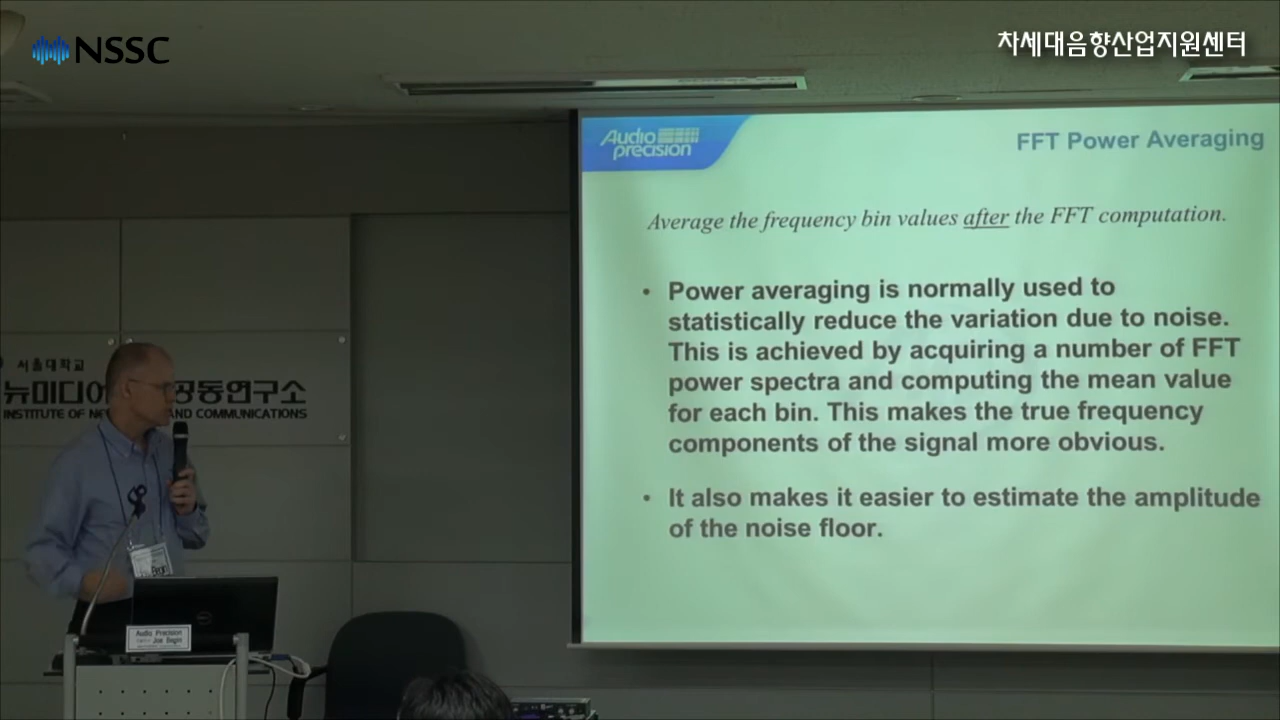 NSSC
차세대음향산업지원센터
Audio
precision
FFT Power Averaging
Average the frequency bin values after the FFT computation.
• Power averaging is normally used to
statistically reduce the variation due to noise.
This is achieved by acquiring a number of FFT
power spectra and computing the mean value
for each bin. This makes the true frequency
components of the signal more obvious.
• It also makes it easier to estimate the amplitude
of the noise floor.
서울대학교
뉴미디어 공동연구소
INSTITUTE OF NE AND COMMUNICATIONS
Audio Precision
Joe Begin